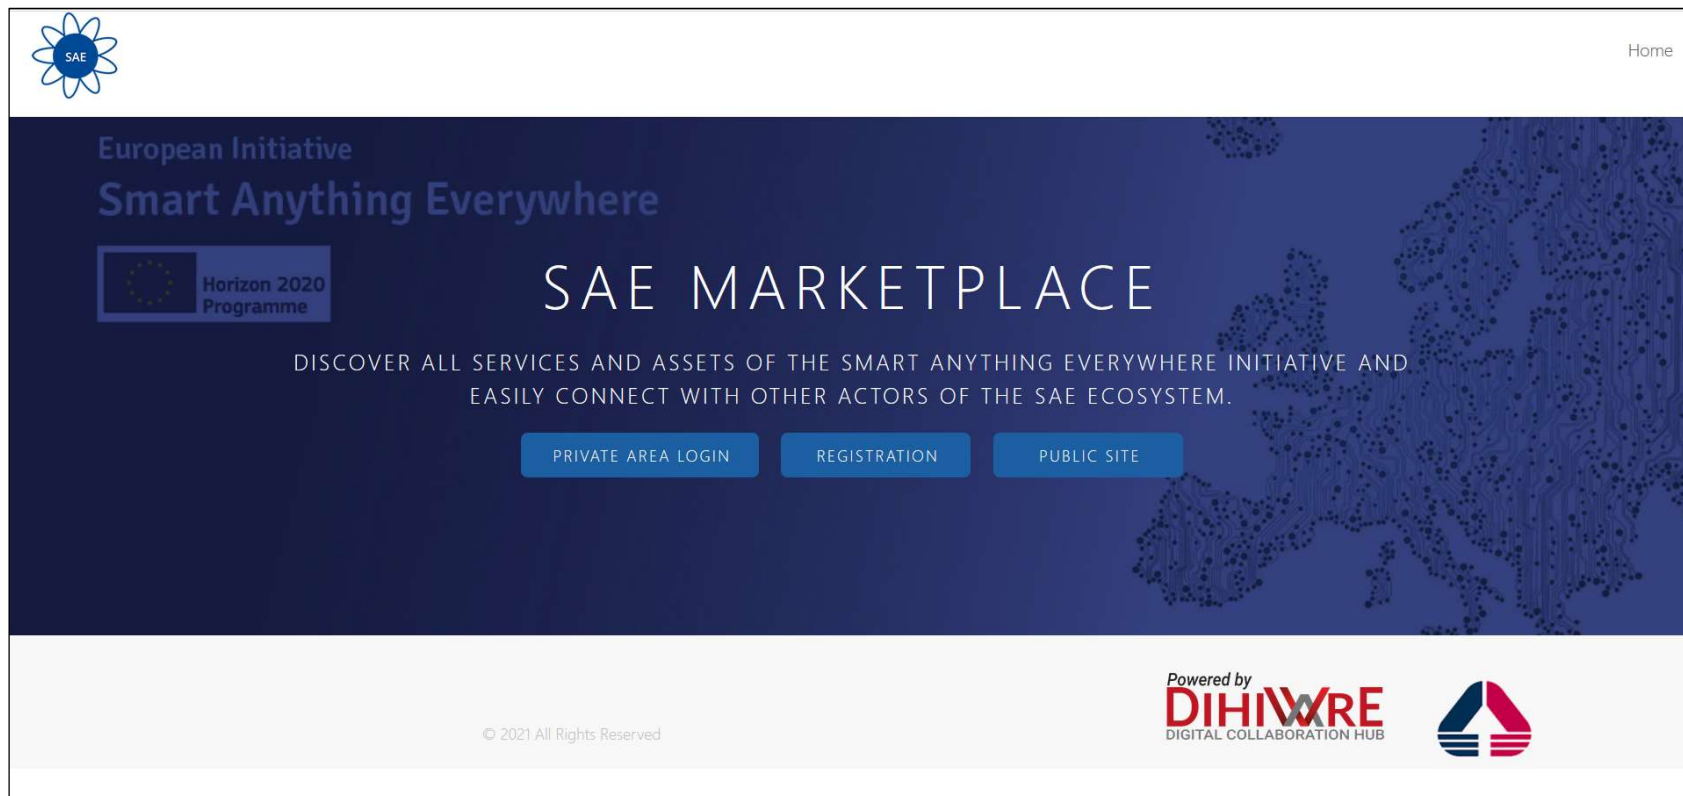 SAE
Home
European Initiative
Smart Anything Everywhere
Horizon 2020
Programme
SAE MARKETPLACE
DISCOVER ALL SERVICES AND ASSETS OF THE SMART ANYTHING EVERYWHERE INITIATIVE AND
EASILY CONNECT WITH OTHER ACTORS OF THE SAE ECOSYSTEM.
PRIVATE AREA LOGIN
REGISTRATION
PUBLIC SITE
Powered by
DIHIWARE
DIGITAL COLLABORATION HUB
© 2021 All Rights Reserved